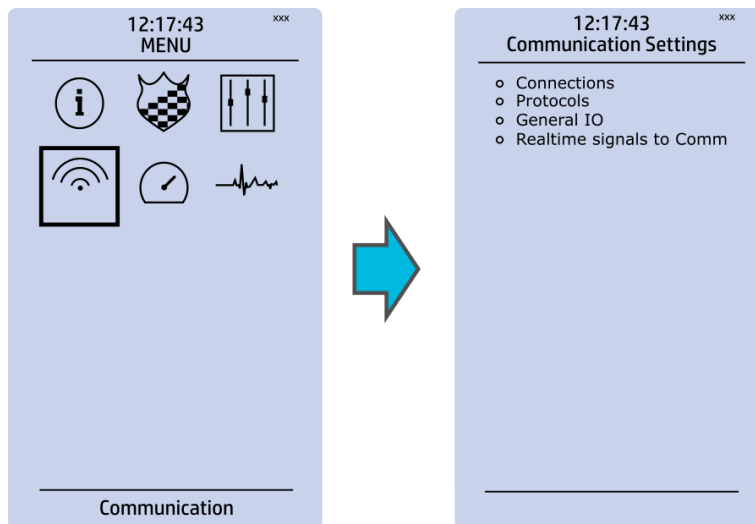 12:17:43
xxx
MENU
i
Communication
12:17:43
xxx
Communication Settings
Connections
Protocols
General IO
Realtime signals to Comm